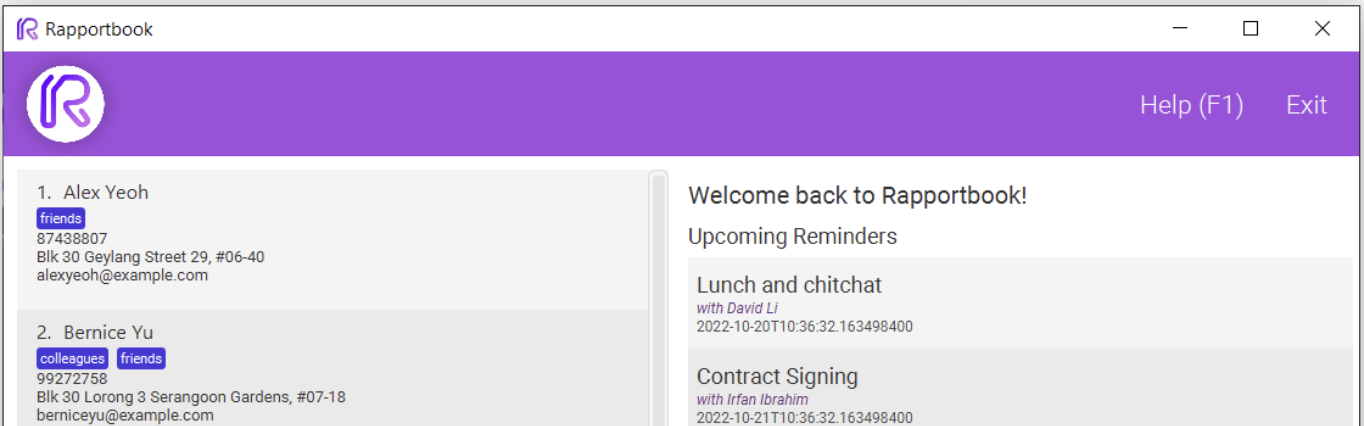 Rapportbook
Help (F1) Exit
1. Alex Yeoh
friends
87438807
Blk 30 Geylang Street 29, #06-40
alexyeoh@example.com
2. Bernice Yu
colleagues friends
99272758
Blk 30 Lorong 3 Serangoon Gardens, #07-18
berniceyu@example.com
Welcome back to Rapportbook!
Upcoming Reminders
Lunch and chitchat
with David Li
2022-10-20T10:36:32.163498400
Contract Signing
with Irfan Ibrahim
2022-10-21T10:36:32.163498400